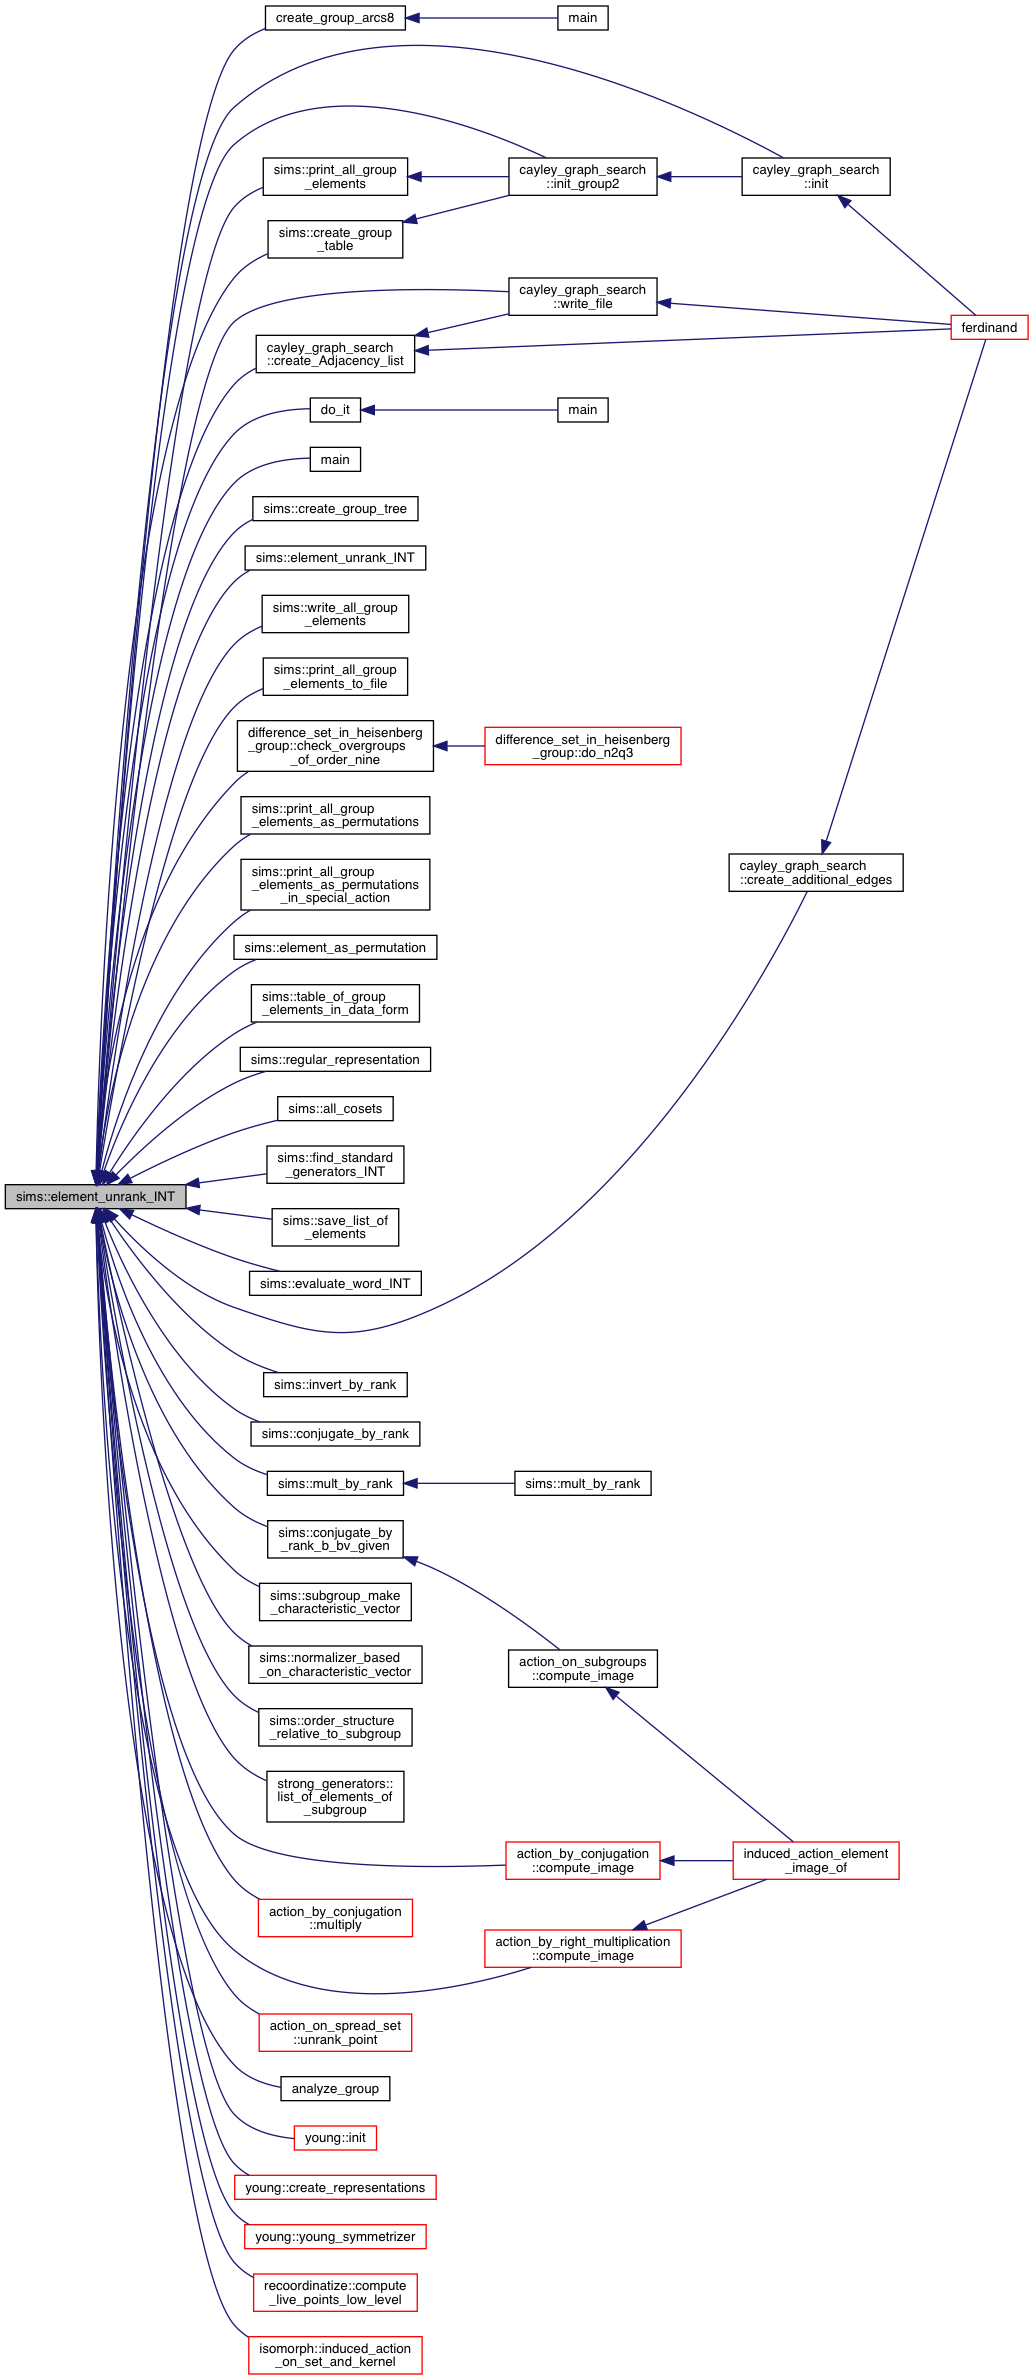 create_group_arcs8
main
sims::print_all_group
_elements
cayley_graph_search
::init_group2
cayley_graph_search
::init
sims::create_group
_table
cayley_graph_search
::write_file
ferdinand
cayley_graph_search
::create_Adjacency_list
do_it
main
main
sims::create_group_tree
sims::element_unrank_INT
sims::write_all_group
_elements
sims::print_all_group
_elements_to_file
difference_set_in_heisenberg
_group::check_overgroups
_of_order_nine
difference_set_in_heisenberg
_group::do_n2q3
sims::print_all_group
_elements_as_permutations
cayley_graph_search
::create_additional_edges
sims::print_all_group
_elements_as_permutations
_in_special_action
sims::element_as_permutation
sims::table_of_group
_elements_in_data_form
sims::regular_representation
sims::all_cosets
sims::find_standard
_generators_INT
sims::element_unrank_INT
sims::save_list_of
_elements
sims::evaluate_word_INT
sims::invert_by_rank
sims::conjugate_by_rank
sims::mult_by_rank
sims::mult_by_rank
sims::conjugate_by
_rank_b_bv_given
sims::subgroup_make
_characteristic_vector
sims::normalizer_based
_on_characteristic_vector
action_on_subgroups
::compute_image
sims::order_structure
_relative_to_subgroup
strong_generators::
list_of_elements_of
_subgroup
action_by_conjugation
::compute_image
induced_action_element
_image_of
action_by_conjugation
::multiply
action_by_right_multiplication
::compute_image
action_on_spread_set
::unrank_point
analyze_group
young::init
young::create_representations
young::young_symmetrizer
recoordinatize::compute
_live_points_low_level
isomorph::induced_action
_on_set_and_kernel